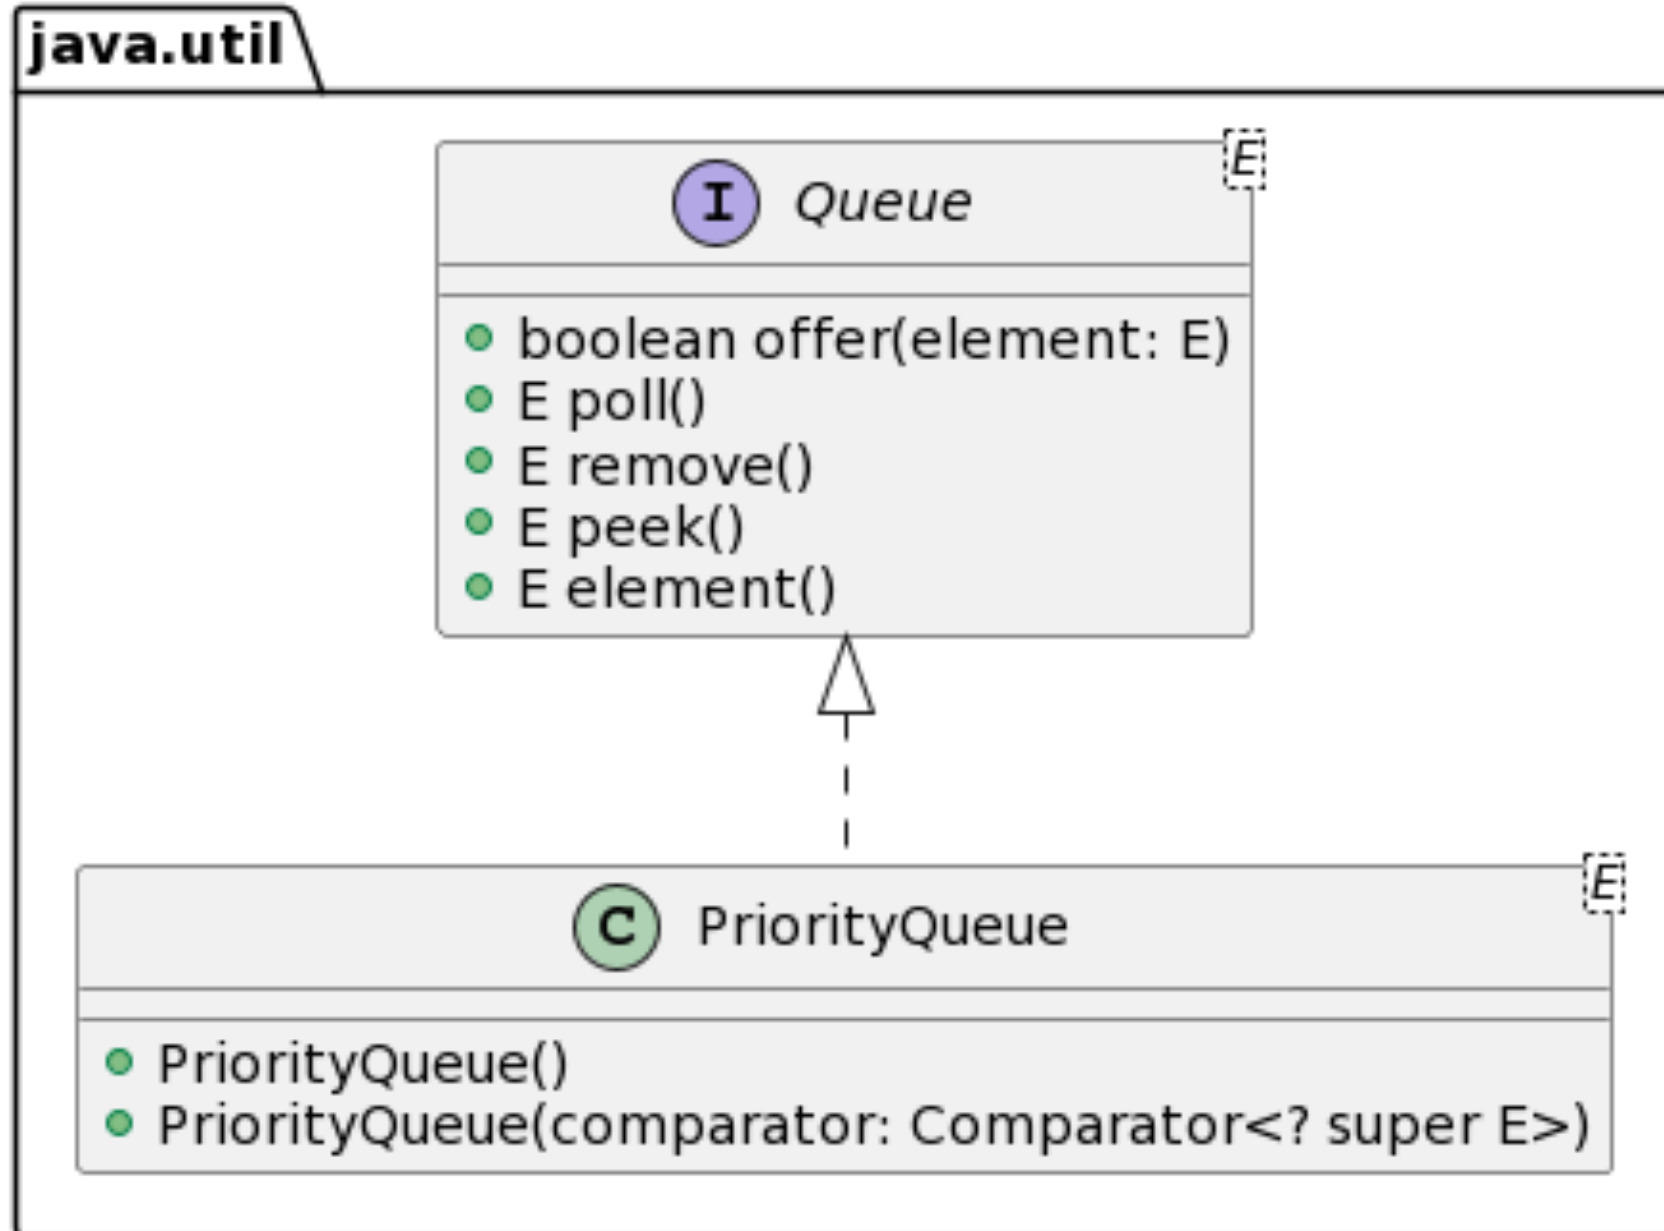 java.util
E
I Queue
boolean offer(element: E)
E poll()
E remove()
E peek()
E element()
E
C PriorityQueue
PriorityQueue()
PriorityQueue(comparator: Comparator<? super E>)